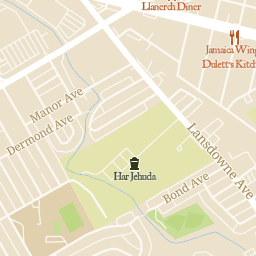 Llanerch Diner
Jamaica Wing
Dulett's Kitch
Manor Ave
Dermond Ave
Lansdowne Ave
Har Jehuda
Bond Ave